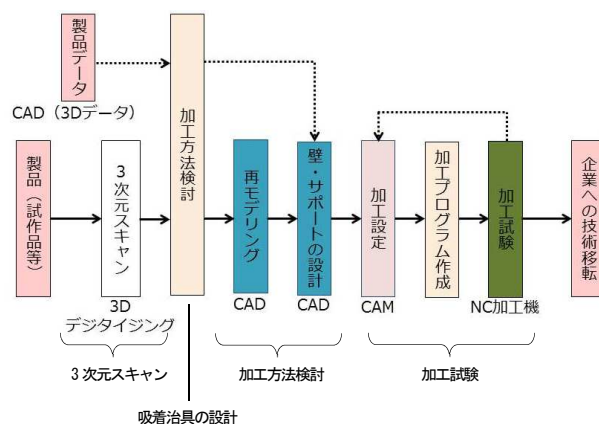 製品データ
CAD（3Dデータ）
製品（試作品等）
3次元スキャン
3D
デジタイジング
加工方法検討
再モデリング
CAD
壁・サポートの設計
CAD
加工設定
CAM
加工プログラム作成
加工試験
NC加工機
企業への技術移転
3次元スキャン
加工方法検討
加工試験
吸着治具の設計